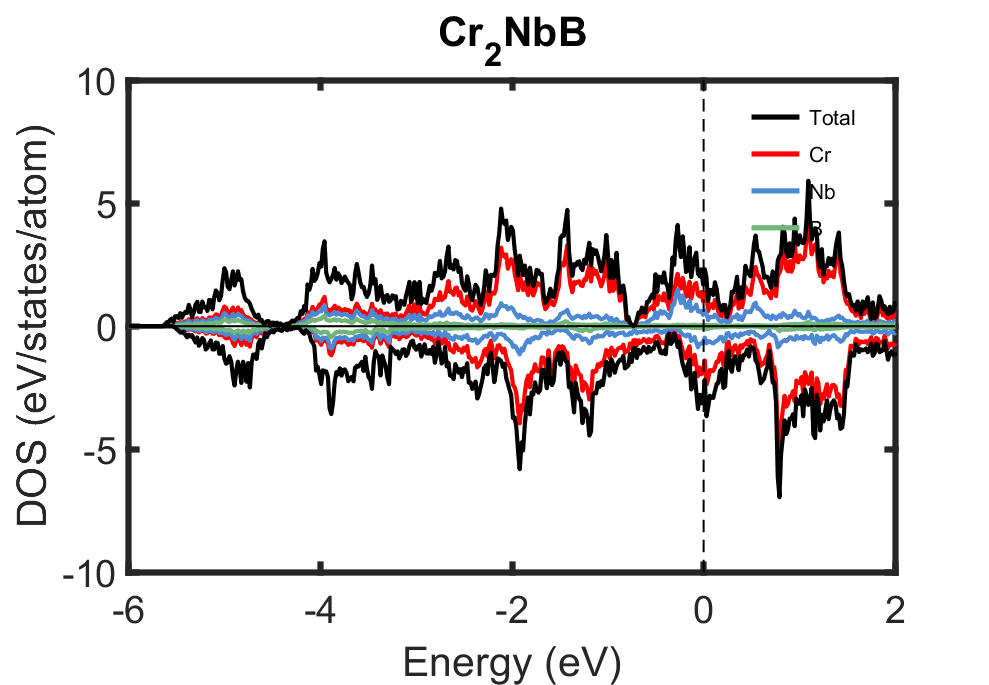 Cr₂NbB
10
5
0
-5
-10
DOS (eV/states/atom)
Total
Cr
Nb
B
-6
-4
-2
0
2
Energy (eV)